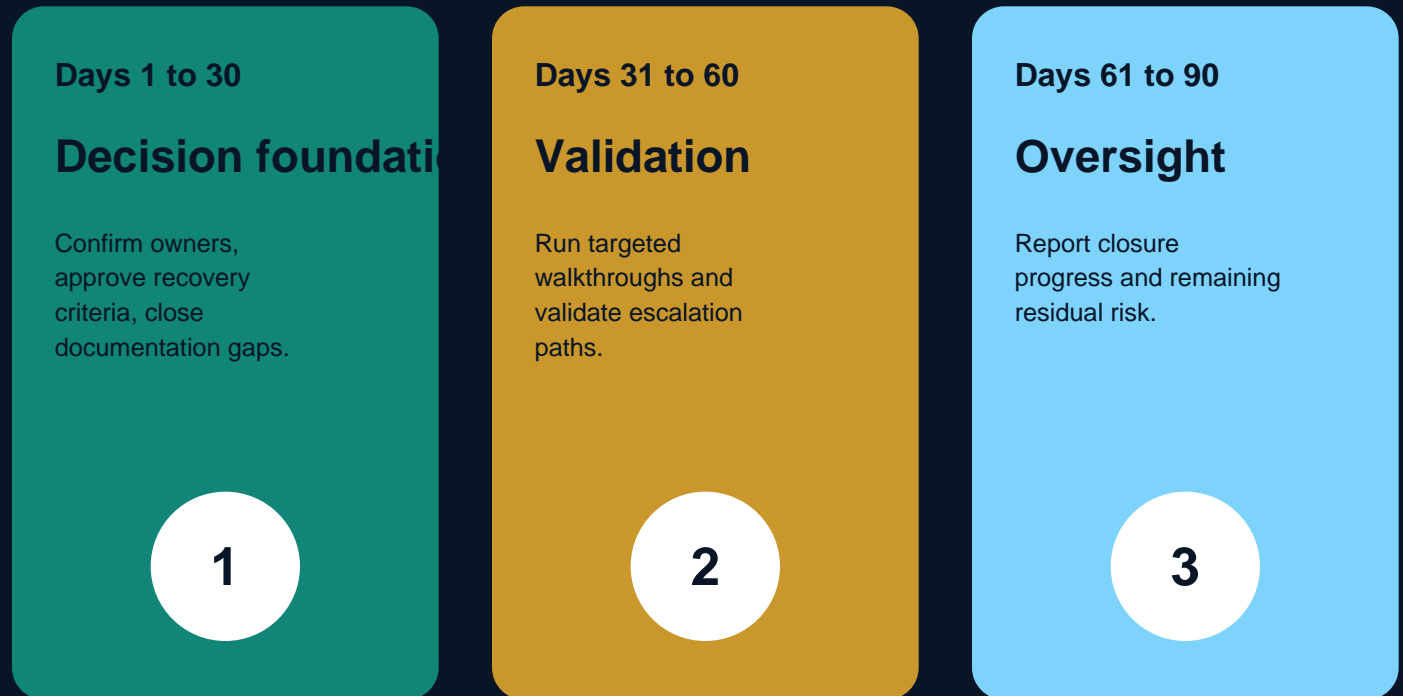 Days 1 to 30
Decision foundati
Confirm owners,
approve recovery
criteria, close
documentation gaps.
1
Days 31 to 60
Validation
Run targeted
walkthroughs and
validate escalation
paths.
2
Days 61 to 90
Oversight
Report closure
progress and remaining
residual risk.
3